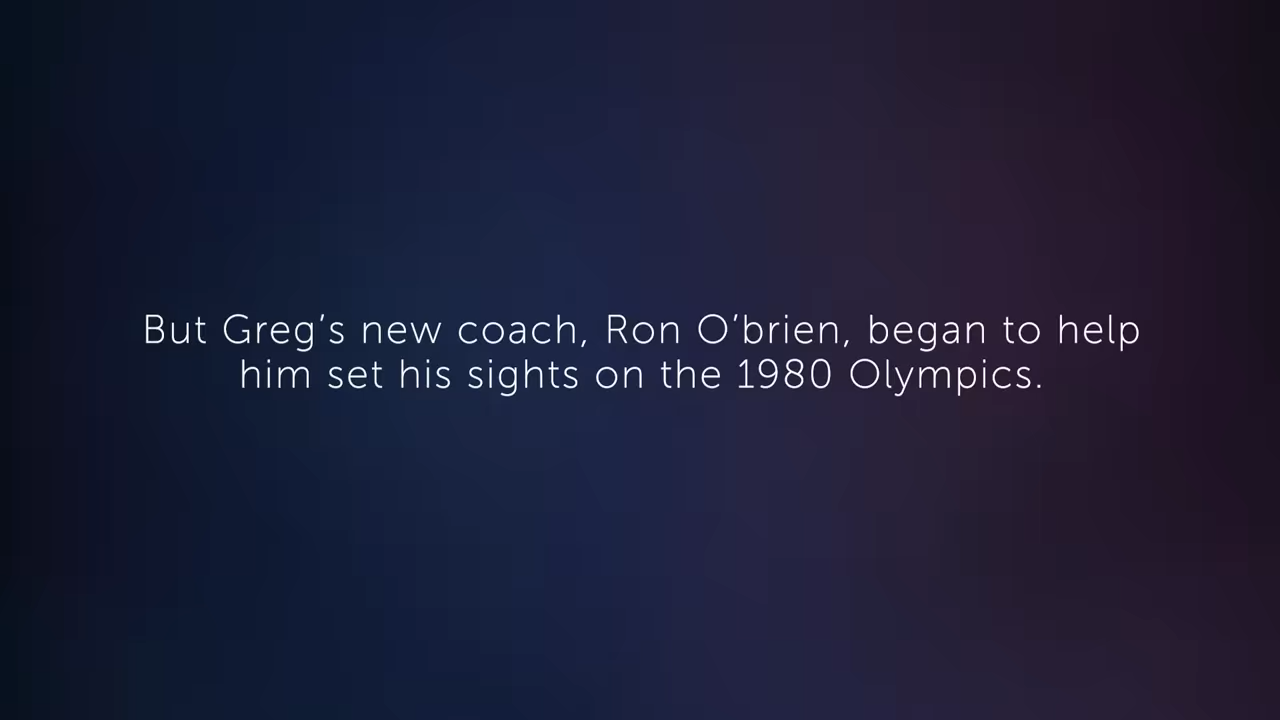 But Greg’s new coach, Ron O’brien, began to help
him set his sights on the 1980 Olympics.